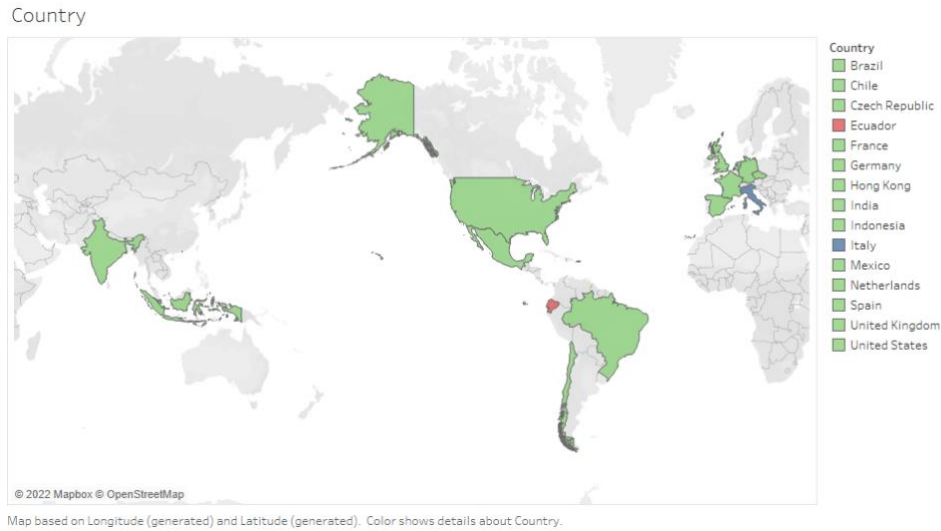 Country
Country
Brazil
Chile
Czech Republic
Ecuador
France
Germany
Hong Kong
India
Indonesia
Italy
Mexico
Netherlands
Spain
United Kingdom
United States
© 2022 Mapbox © OpenStreetMap
Map based on Longitude (generated) and Latitude (generated). Color shows details about Country.